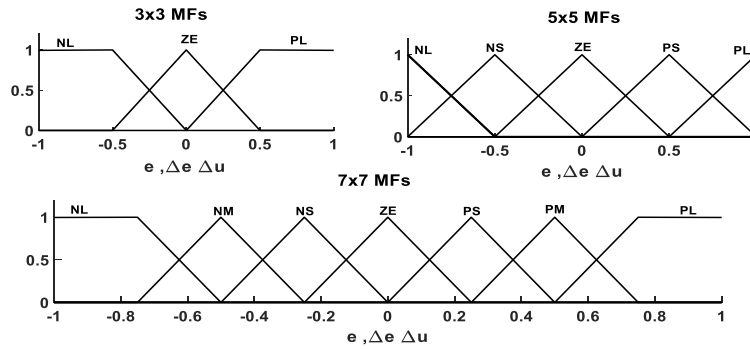 3x3 MFs
NL ZE PL
1
0.5
0
-1 -0.5 0 0.5 1
e ,Δe Δu
5x5 MFs
NL NS ZE PS PL
1
0.5
0
-1 -0.5 0 0.5
e ,Δe Δu
7x7 MFs
NL NM NS ZE PS PM PL
1
0.5
0
-1 -0.8 -0.6 -0.4 -0.2 0 0.2 0.4 0.6 0.8 1
e ,Δe Δu